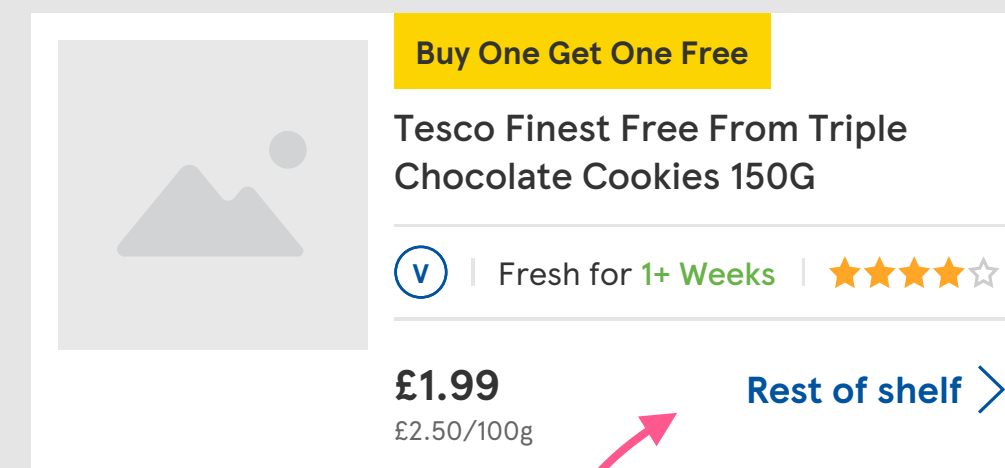 Buy One Get One Free
Tesco Finest Free From Triple
Chocolate Cookies 150G
V
Fresh for 1+ Weeks
£1.99
Rest of shelf
£2.50/100g